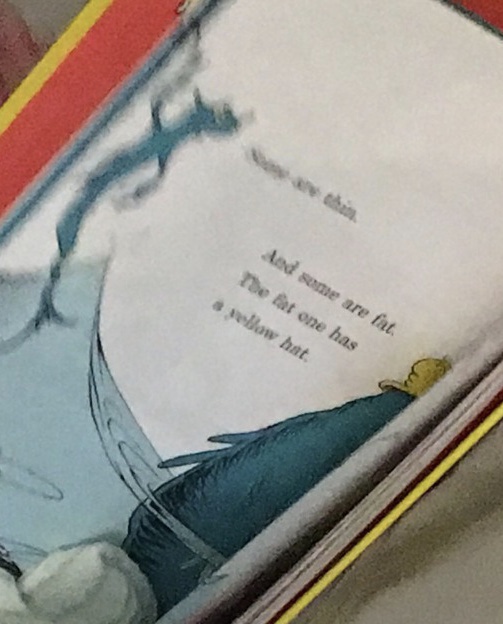 Some are thin.
And some are fat.
The fat one has
a yellow hat.